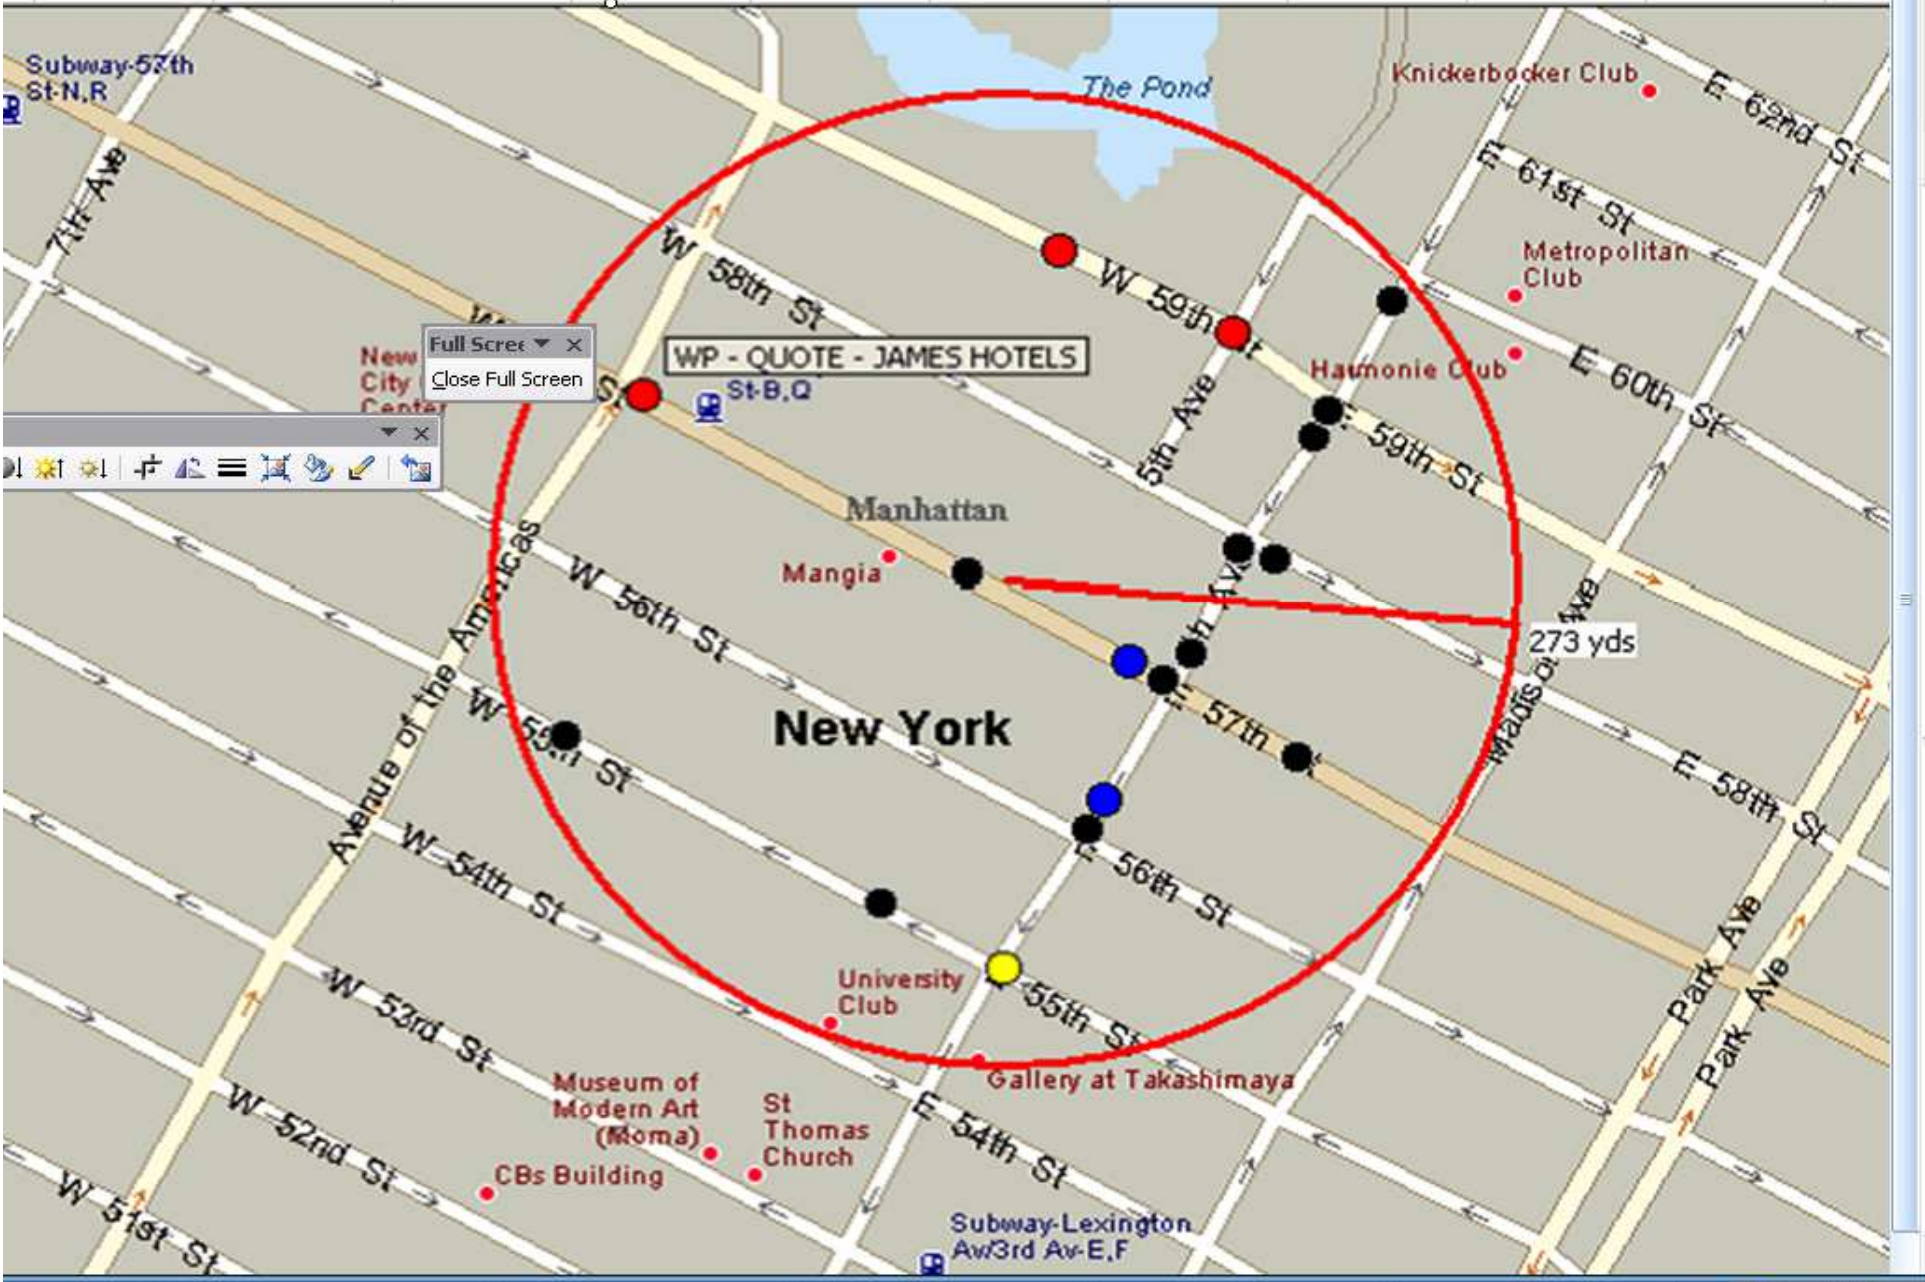 The Pond
Knickerbocker Club
Subway-57th
St-N,R
E 62nd St
7th Ave
E 61st St
W 58th St
Metropolitan
Club
W 59th St
W
Full Scree
Close Full Screen
New
City
Center
St
WP - QUOTE - JAMES HOTELS
St-B,Q
Harmonie Club
E 60th St
5th Ave
E 59th St
Manhattan
Mangia
W 56th St
Avenue of the Americas
273 yds
Madison Ave
W 55th St
New York
E 57th
E 58th St
W 54th St
E 56th St
Park Ave
Park Ave
University
Club
E 55th St
W 53rd St
Gallery at Takashimaya
Museum of
Modern Art
(Moma)
St
Thomas
Church
W 52nd St
E 54th St
CBs Building
W 51st St
Subway-Lexington
Av/3rd Av-E,F